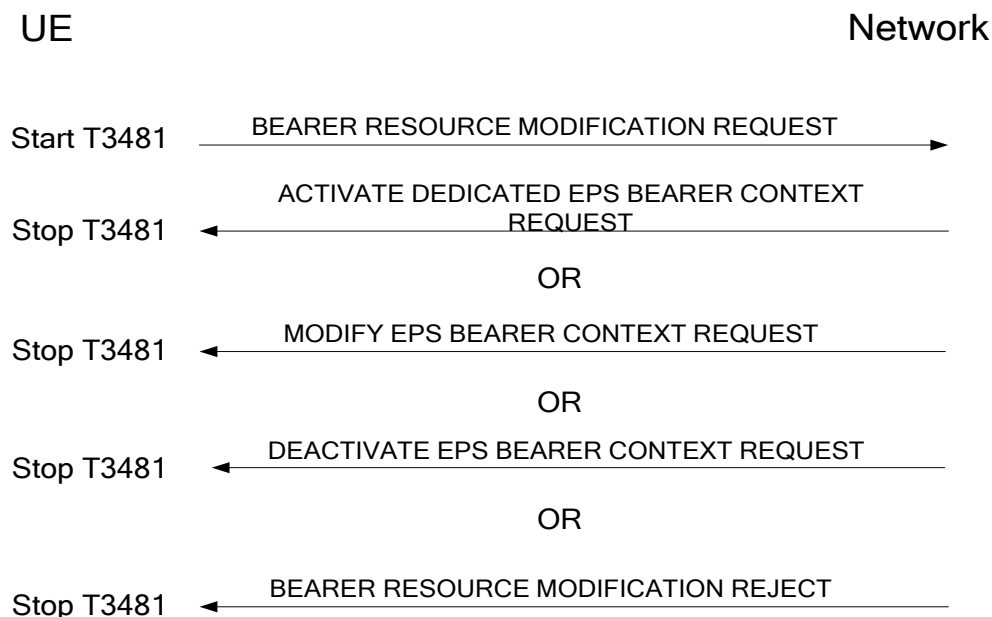 UE
Network
Start T3481
BEARER RESOURCE MODIFICATION REQUEST
ACTIVATE DEDICATED EPS BEARER CONTEXT
REQUEST
Stop T3481
OR
MODIFY EPS BEARER CONTEXT REQUEST
Stop T3481
OR
DEACTIVATE EPS BEARER CONTEXT REQUEST
Stop T3481
OR
BEARER RESOURCE MODIFICATION REJECT
Stop T3481